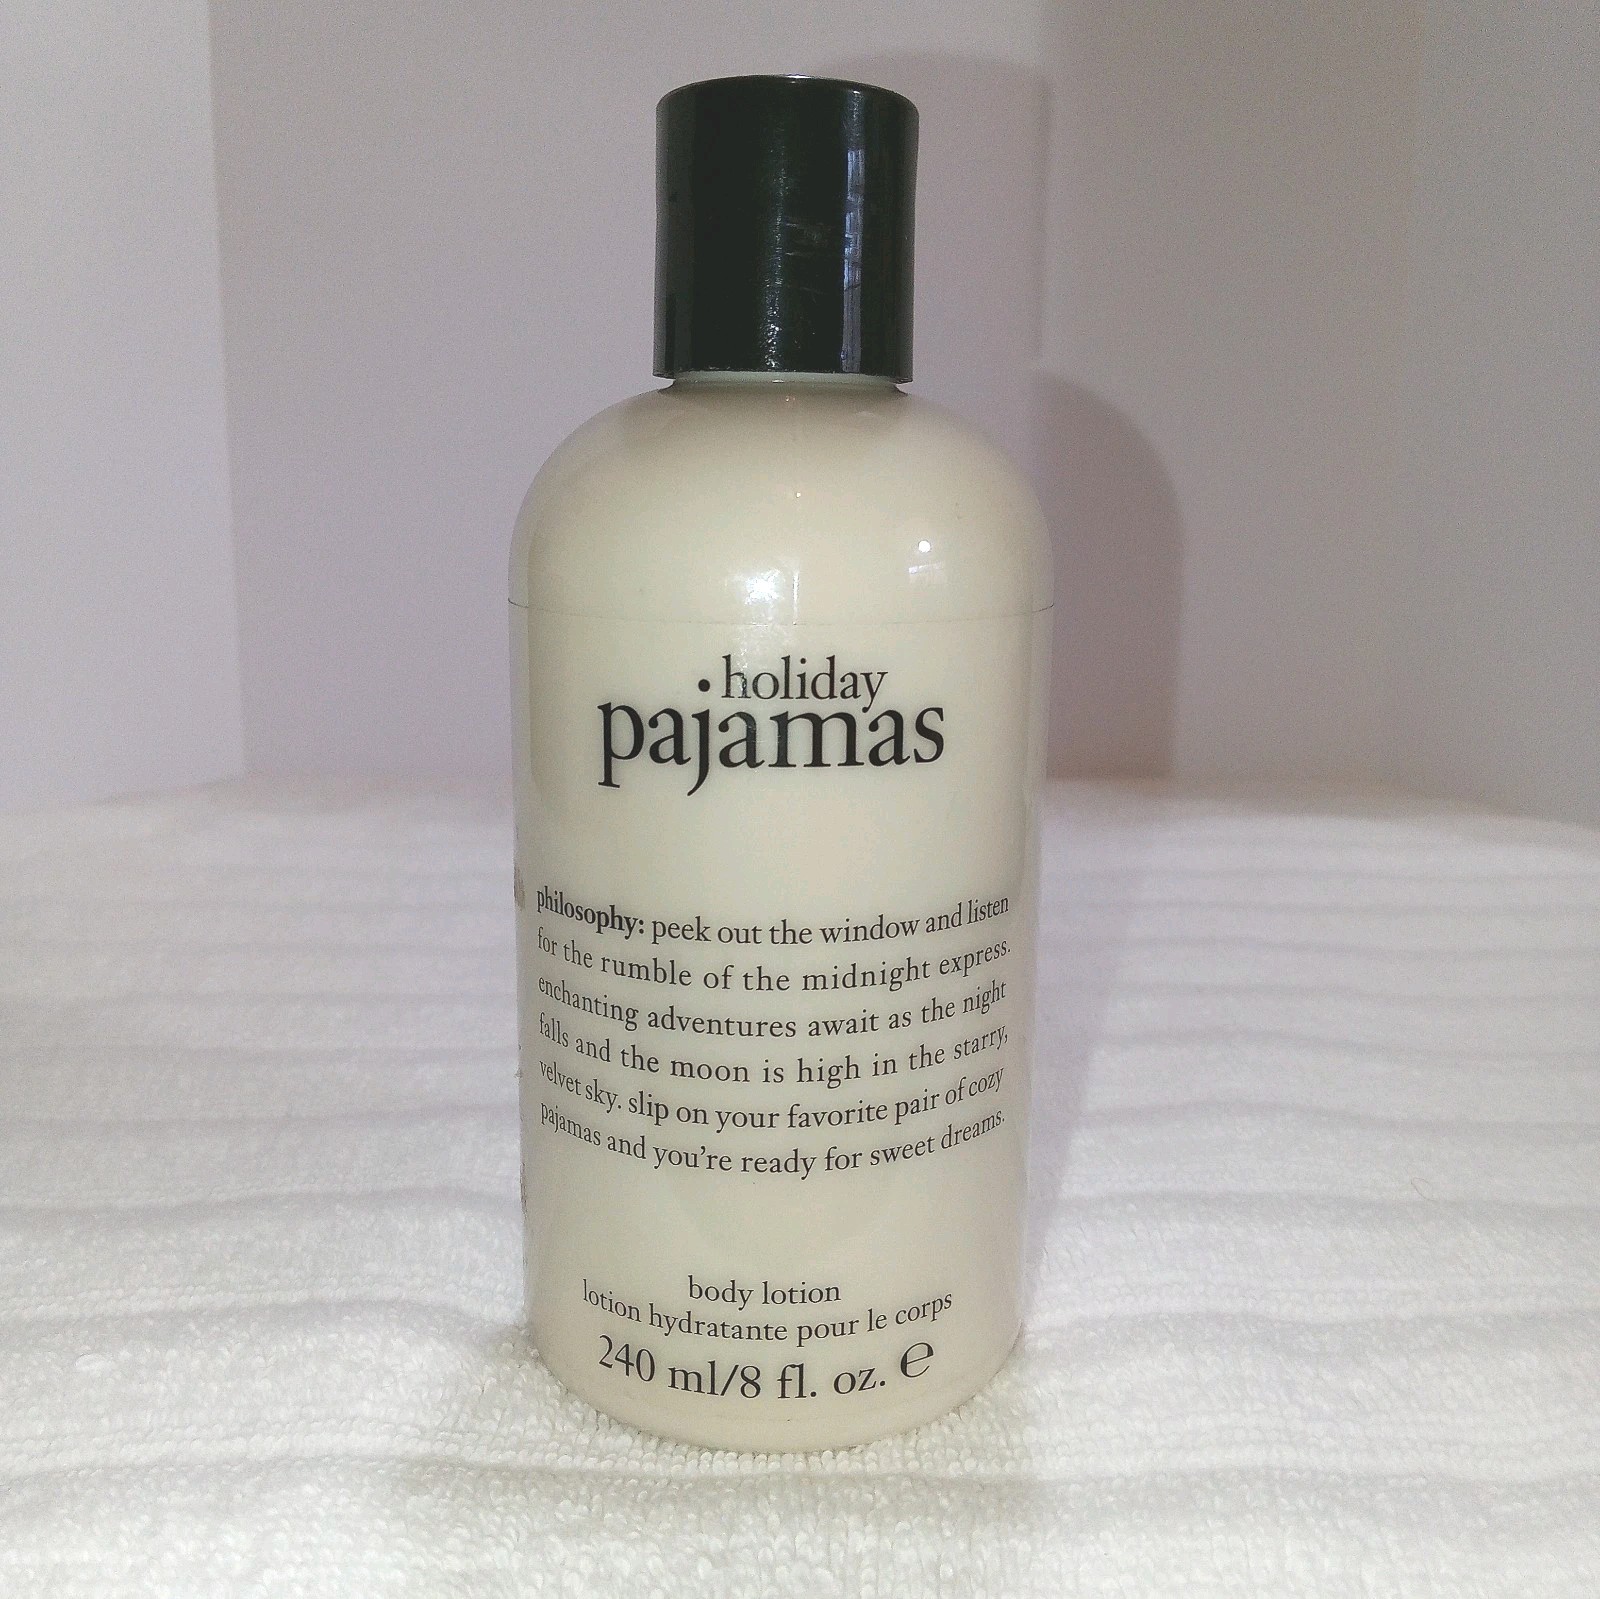 • holiday
pajamas
philosophy: peek out the window and listen
for the rumble of the midnight express.
enchanting adventures await as the night
falls and the moon is high in the starry,
velvet sky. slip on your favorite pair of cozy
pajamas and you're ready for sweet dreams.
body lotion
lotion hydratante pour le corps
240 ml/8 fl. oz. ℮